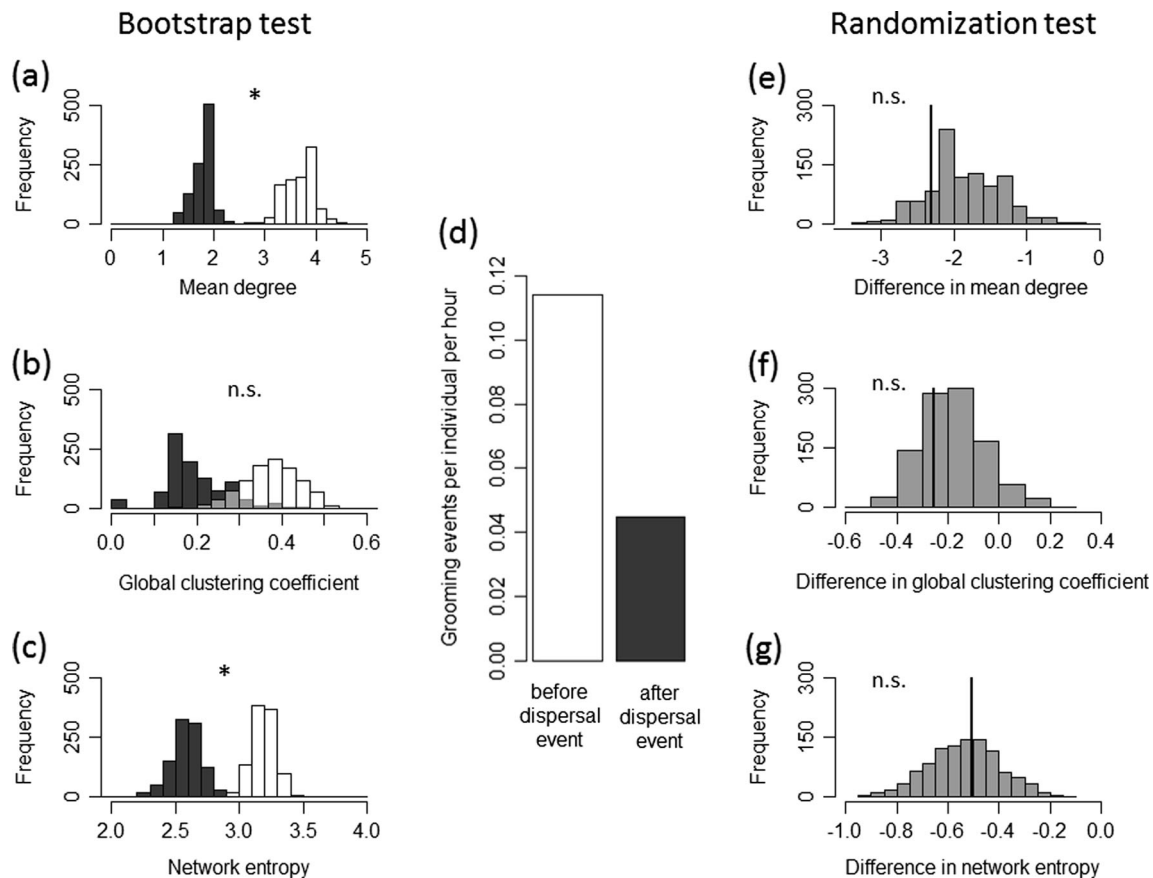 Bootstrap test
Randomization test
(a)
*
Frequency
0 250 500
0 1 2 3 4 5
Mean degree
(b)
n.s.
Frequency
0 250 500
0.0 0.2 0.4 0.6
Global clustering coefficient
(c)
*
Frequency
0 250 500
2.0 2.5 3.0 3.5 4.0
Network entropy
(d)
Grooming events per individual per hour
0.00 0.02 0.04 0.06 0.08 0.10 0.12
before
dispersal
event
after
dispersal
event
(e)
n.s.
Frequency
0 150 300
-3 -2 -1 0
Difference in mean degree
(f)
n.s.
Frequency
0 150 300
-0.6 -0.4 -0.2 0.0 0.2 0.4
Difference in global clustering coefficient
(g)
n.s.
Frequency
0 150 300
-1.0 -0.8 -0.6 -0.4 -0.2 0.0
Difference in network entropy